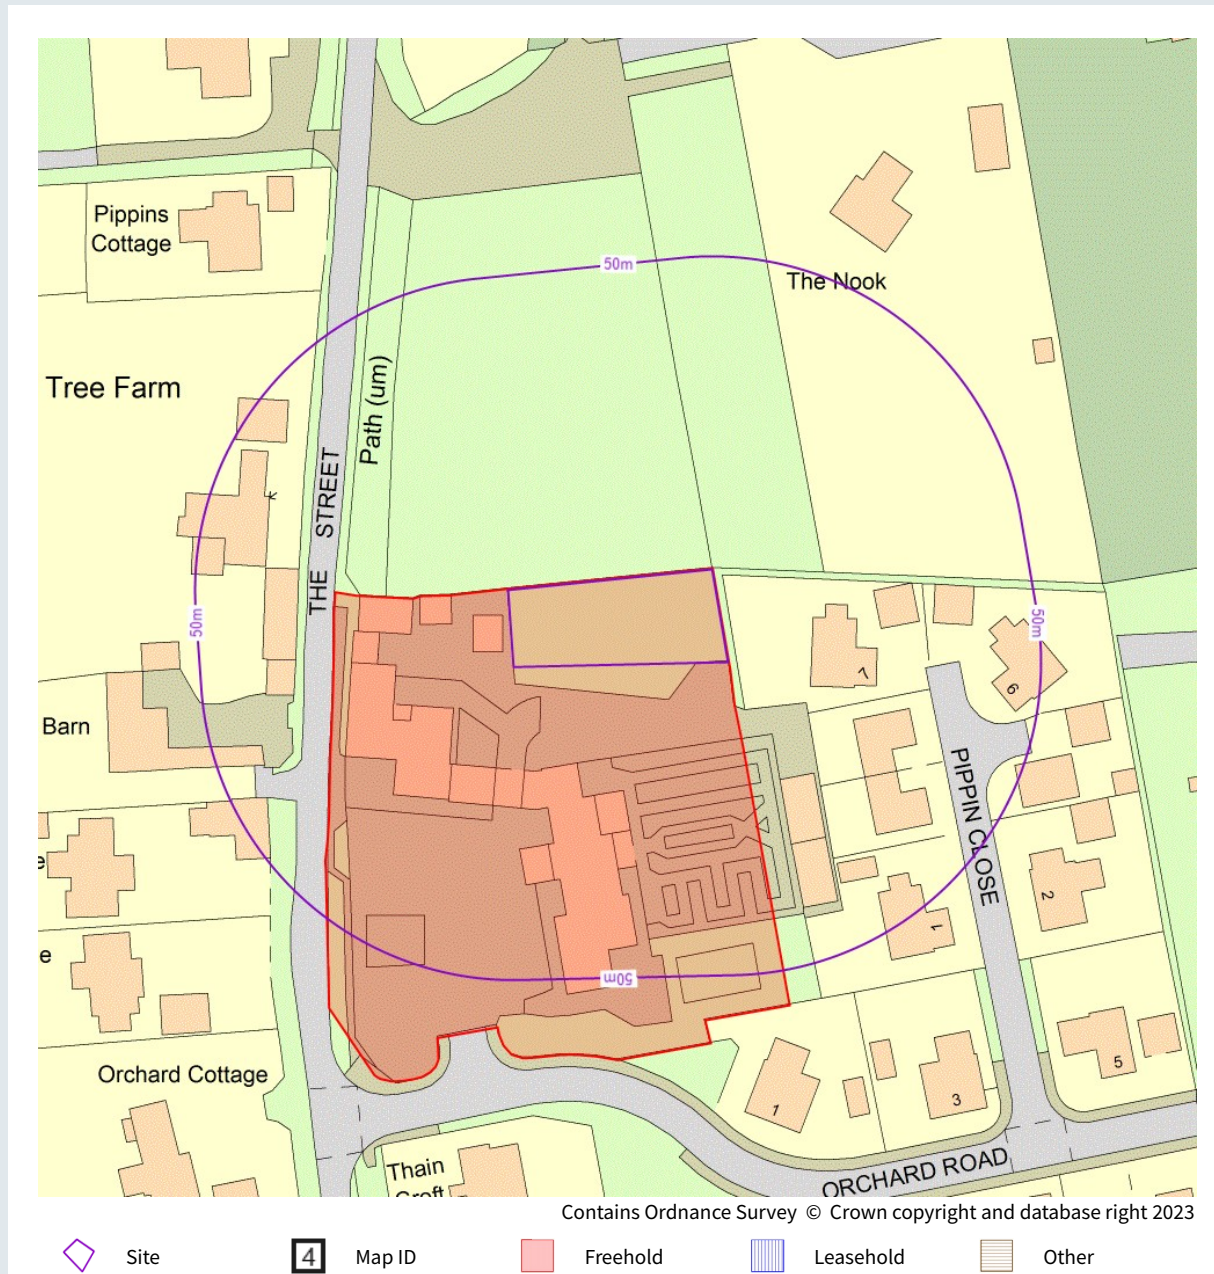 Pippins
Cottage
50m
The Nook
Tree Farm
Path (um)
THE STREET
50m
50m
7
6
Barn
PIPPIN CLOSE
e
2
1
e
50m
Orchard Cottage
5
3
1
Thain
Croft
ORCHARD ROAD
Contains Ordnance Survey © Crown copyright and database right 2023
Site
4
Map ID
Freehold
Leasehold
Other